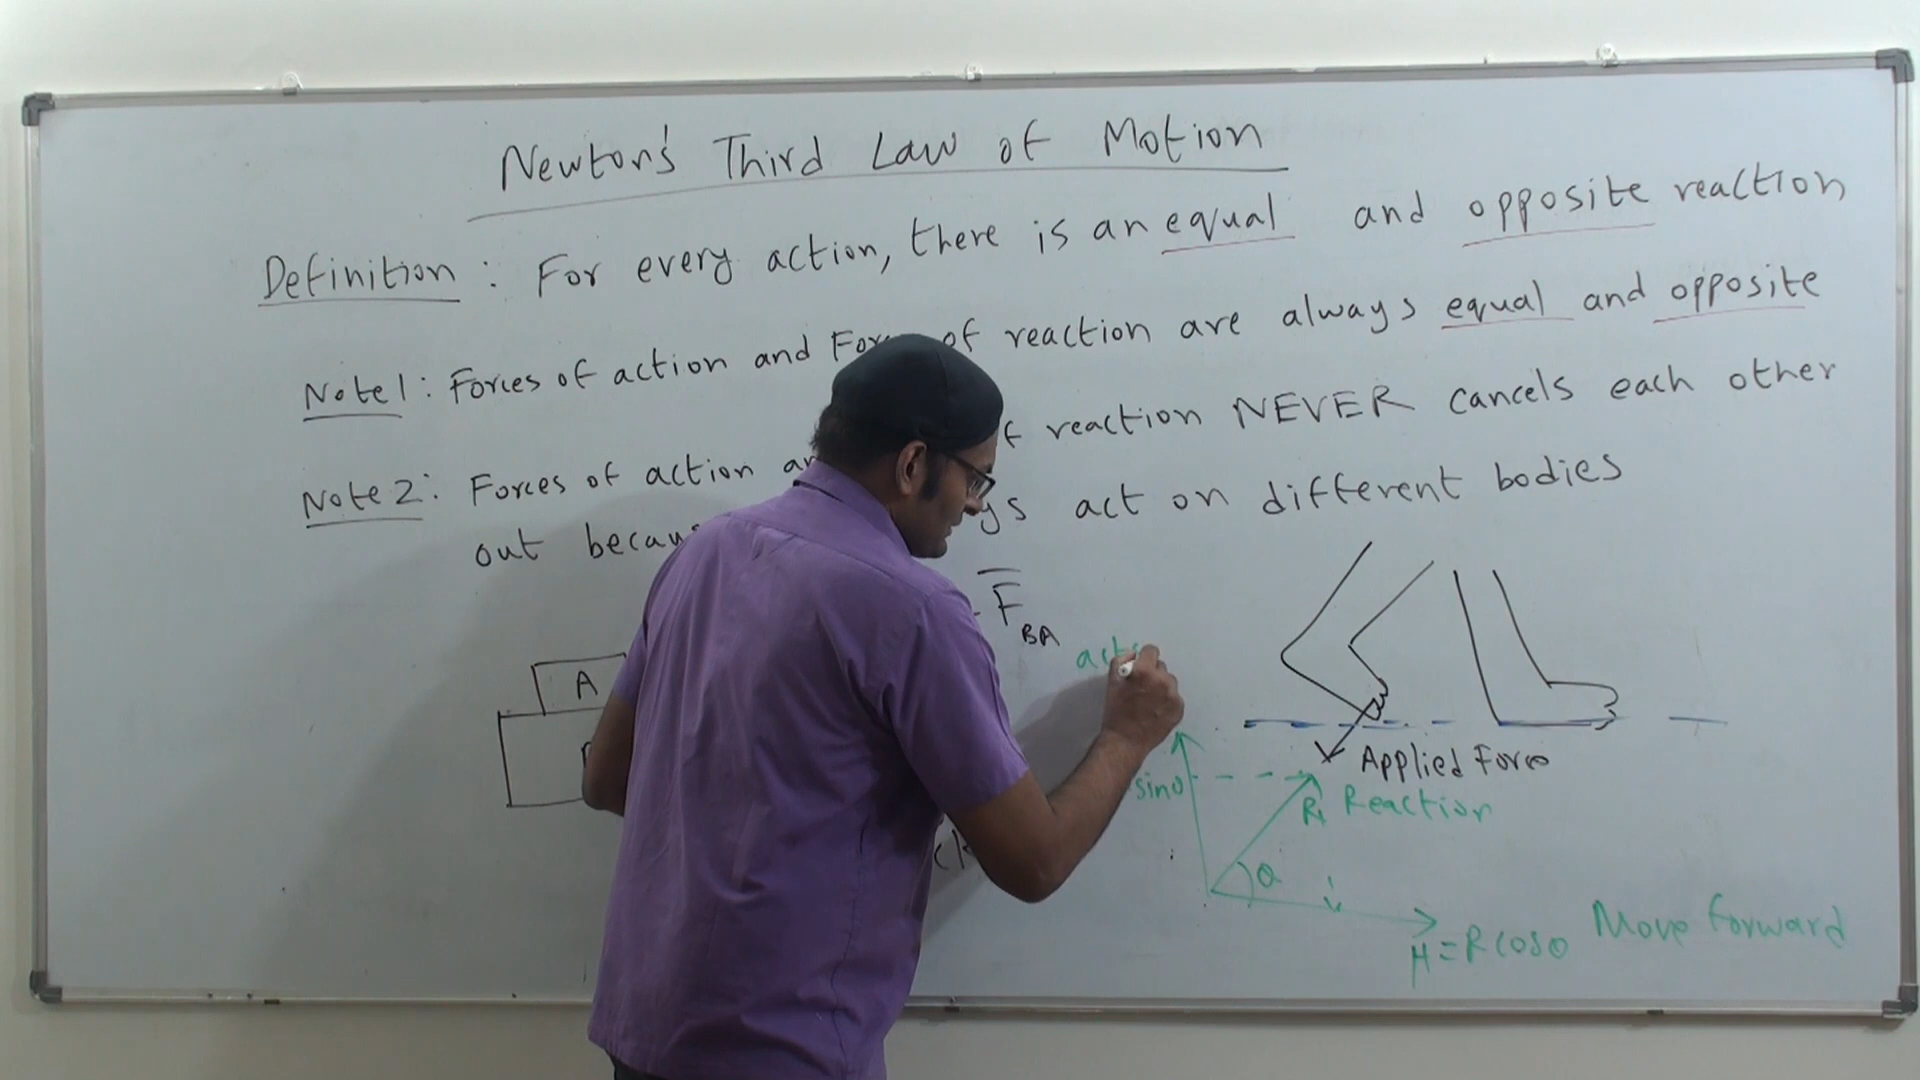 Newton's Third Law of Motion
Definition : For every action, there is an equal and opposite reaction
Note 1 : Forces of action and of reaction are always equal and opposite
Note 2 : Forces of action reaction NEVER cancels each other
out act on different bodies
F BA
acts
A
Applied Force
sinθ
R Reaction
θ
H = R cosθ Move forward